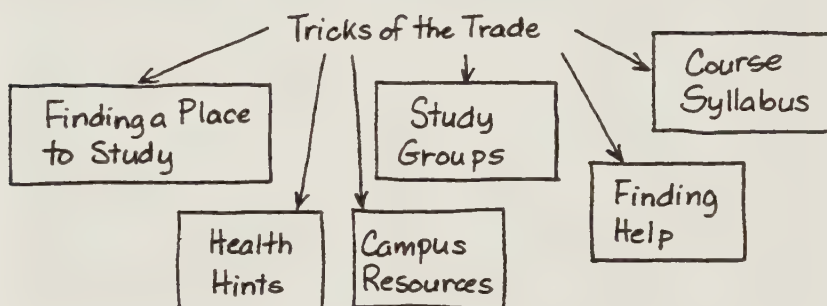 Tricks of the Trade
Finding a Place
to Study
Health
Hints
Campus
Resources
Study
Groups
Finding
Help
Course
Syllabus